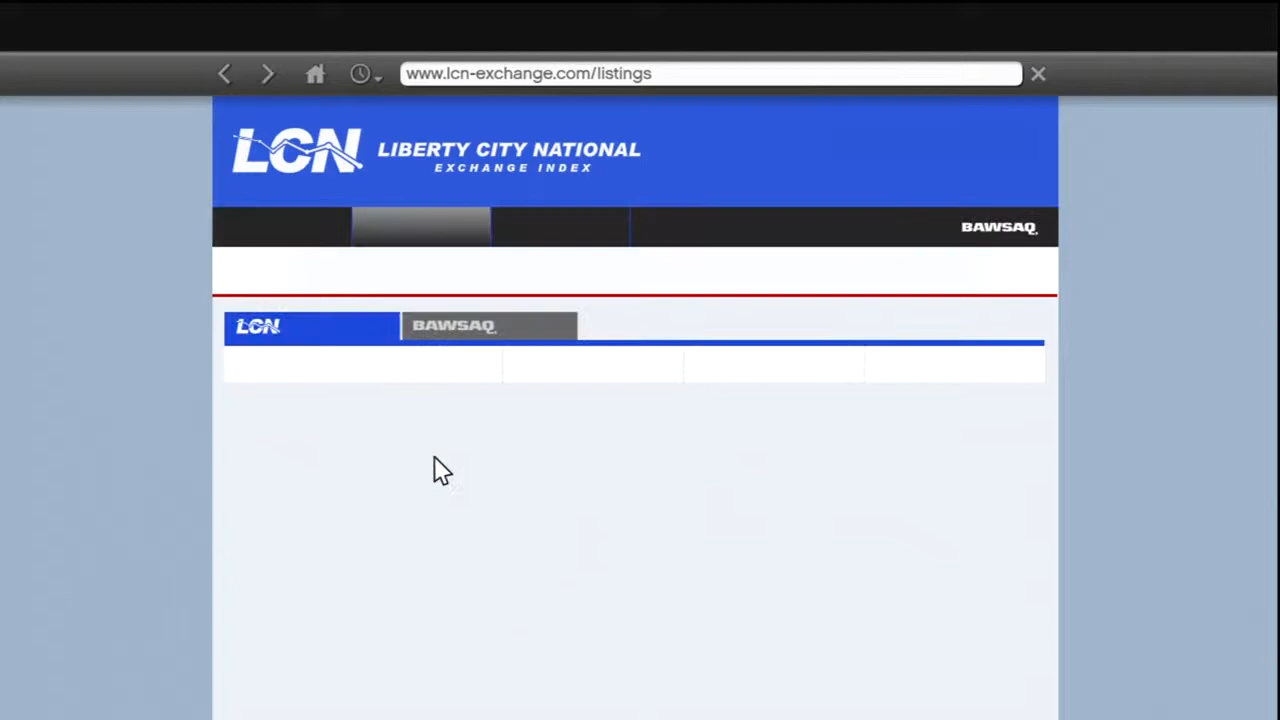 www.lcn-exchange.com/listings
LCN
LIBERTY CITY NATIONAL
EXCHANGE INDEX
BAWSAQ
LCN
BAWSAQ